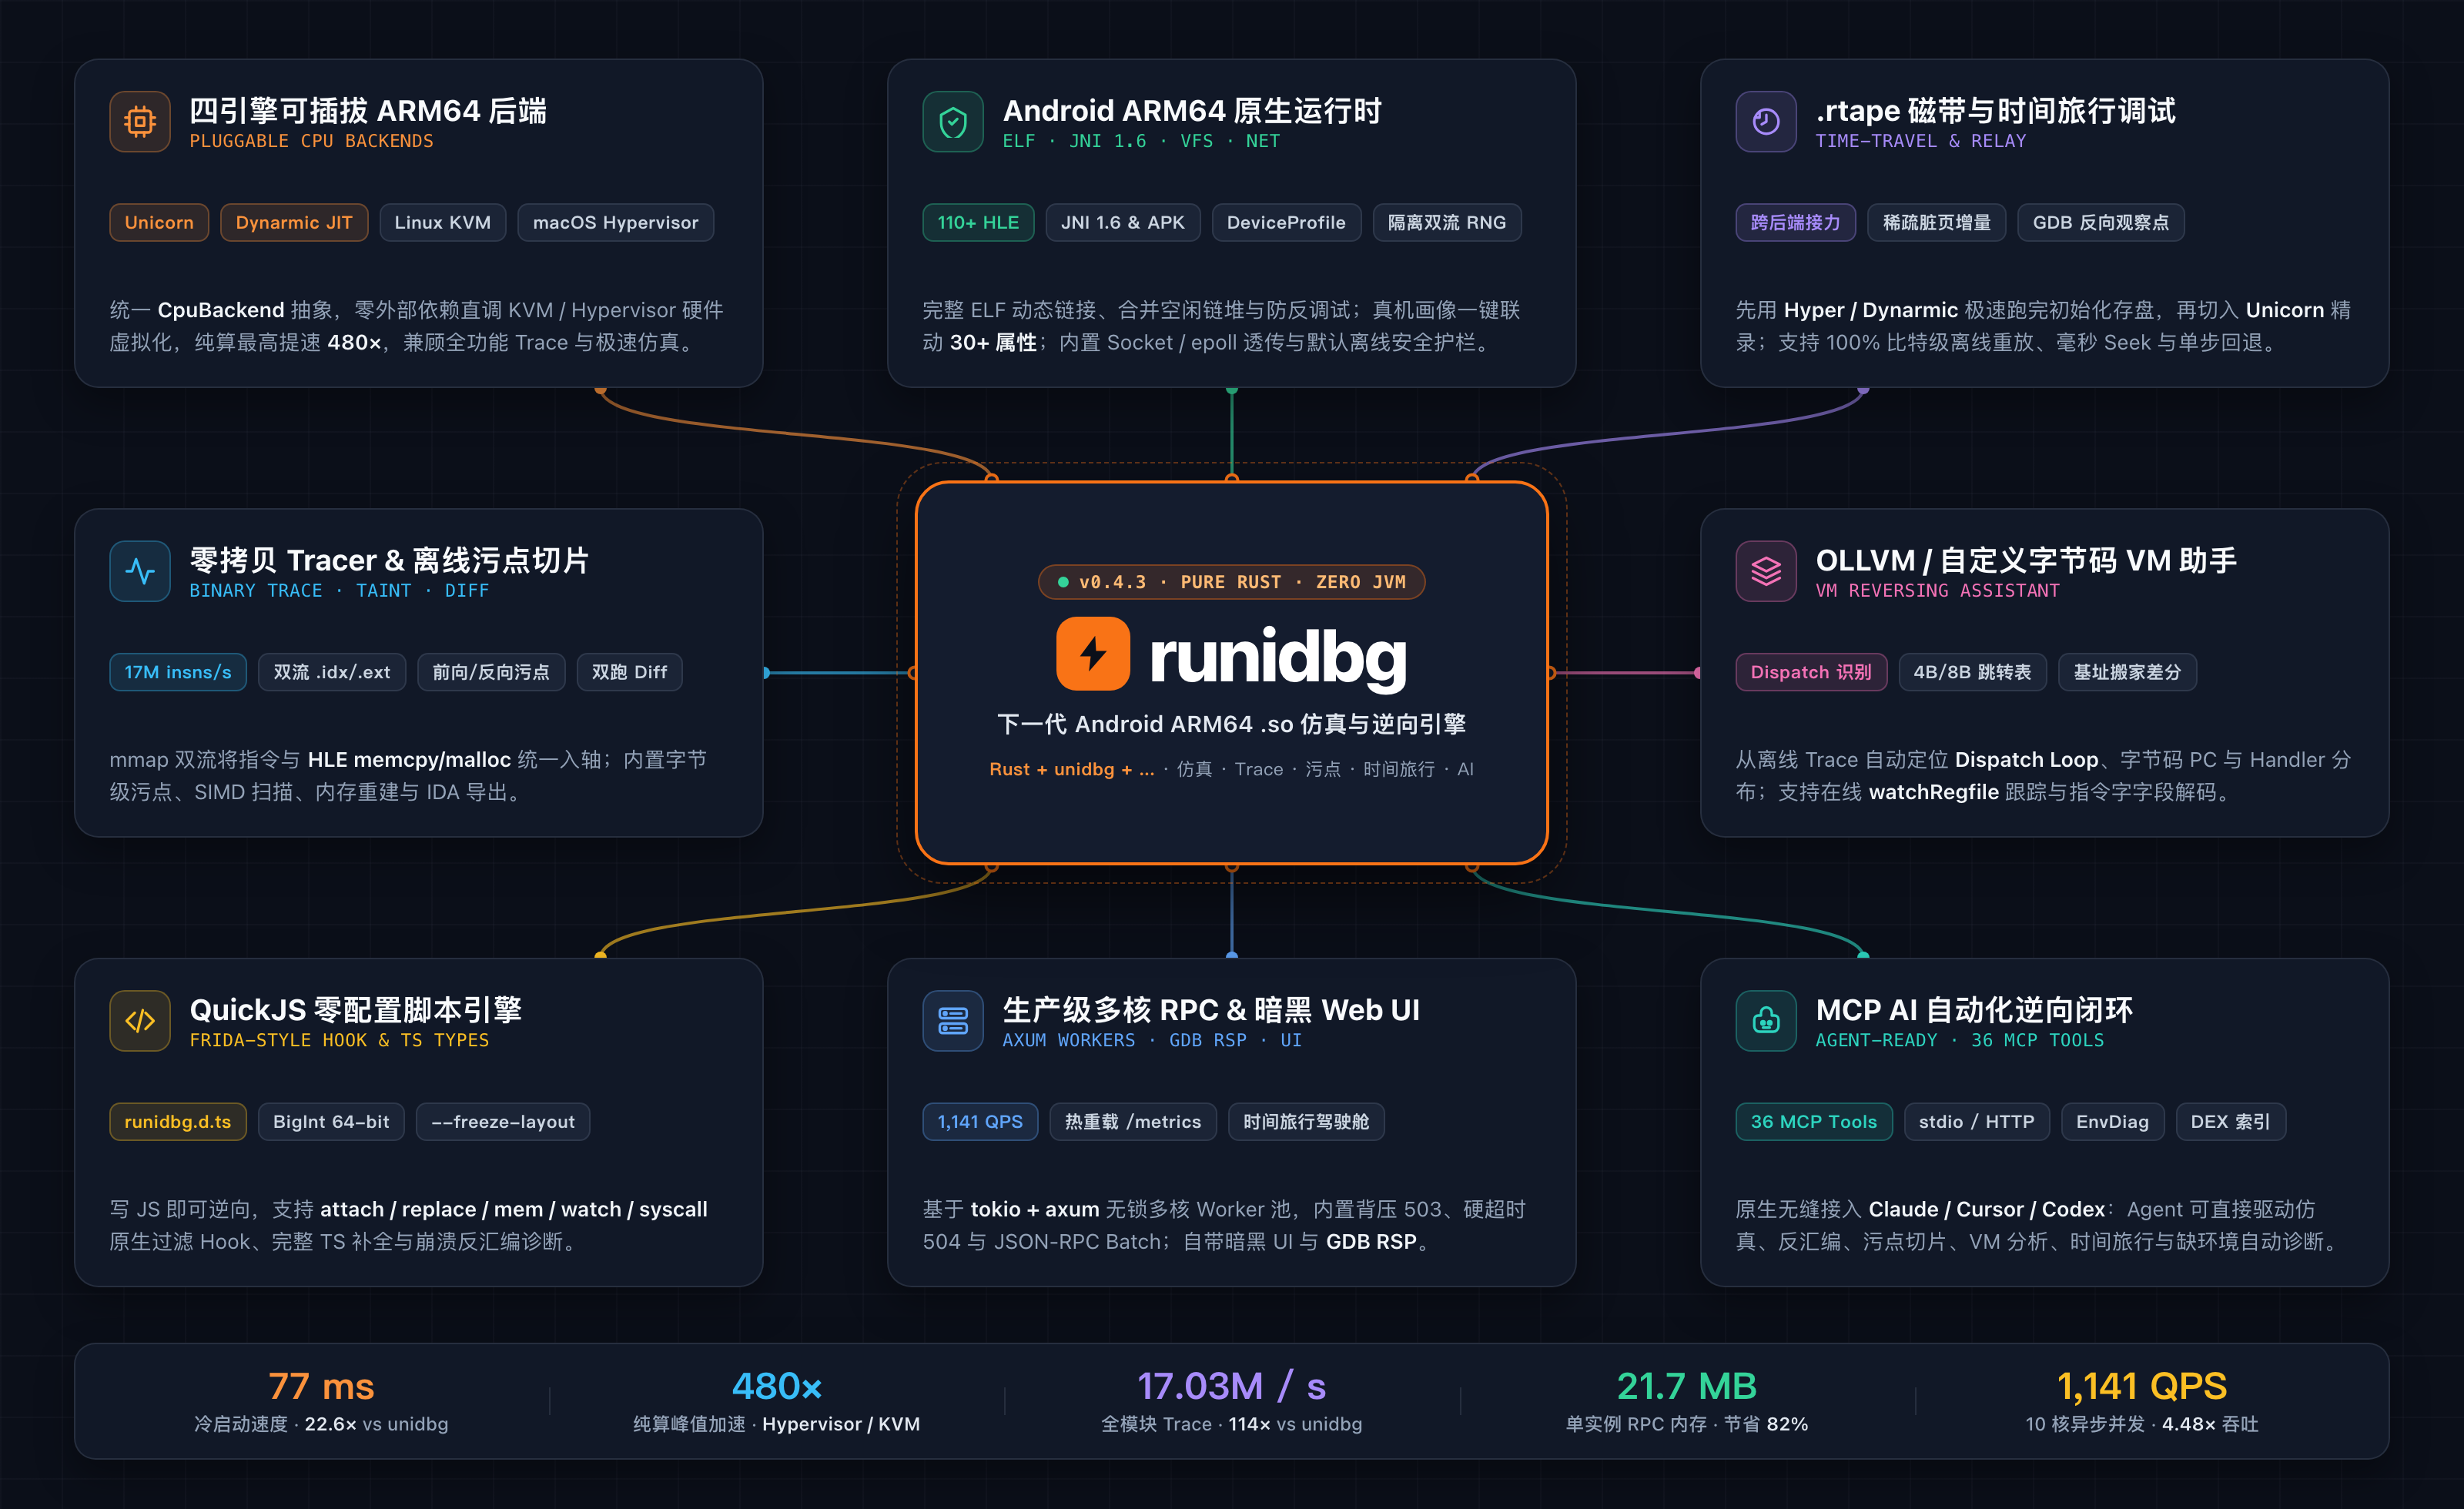 四引擎可插拔 ARM64 后端
PLUGGABLE CPU BACKENDS
Unicorn
Dynarmic JIT
Linux KVM
macOS Hypervisor
统一 CpuBackend 抽象，零外部依赖直调 KVM / Hypervisor 硬件
虚拟化，纯算最高提速 480×，兼顾全功能 Trace 与极速仿真。
Android ARM64 原生运行时
ELF · JNI 1.6 · VFS · NET
110+ HLE
JNI 1.6 & APK
DeviceProfile
隔离双流 RNG
完整 ELF 动态链接、合并空闲链堆与防反调试；真机画像一键联
动 30+ 属性；内置 Socket / epoll 透传与默认离线安全护栏。
.rtape 磁带与时间旅行调试
TIME-TRAVEL & RELAY
跨后端接力
稀疏脏页增量
GDB 反向观察点
先用 Hyper / Dynarmic 极速跑完初始化存盘，再切入 Unicorn 精
录；支持 100% 比特级离线重放、毫秒 Seek 与单步回退。
零拷贝 Tracer & 离线污点切片
BINARY TRACE · TAINT · DIFF
17M insns/s
双流 .idx/.ext
前向/反向污点
双跑 Diff
mmap 双流将指令与 HLE memcpy/malloc 统一入轴；内置字节
级污点、SIMD 扫描、内存重建与 IDA 导出。
v0.4.3 · PURE RUST · ZERO JVM
runidbg
下一代 Android ARM64 .so 仿真与逆向引擎
Rust + unidbg + ... · 仿真 · Trace · 污点 · 时间旅行 · AI
OLLVM / 自定义字节码 VM 助手
VM REVERSING ASSISTANT
Dispatch 识别
4B/8B 跳转表
基址搬家差分
从离线 Trace 自动定位 Dispatch Loop、字节码 PC 与 Handler 分
布；支持在线 watchRegfile 跟踪与指令字字段解码。
QuickJS 零配置脚本引擎
FRIDA-STYLE HOOK & TS TYPES
runidbg.d.ts
BigInt 64-bit
--freeze-layout
写 JS 即可逆向，支持 attach / replace / mem / watch / syscall
原生过滤 Hook、完整 TS 补全与崩溃反汇编诊断。
生产级多核 RPC & 暗黑 Web UI
AXUM WORKERS · GDB RSP · UI
1,141 QPS
热重载 /metrics
时间旅行驾驶舱
基于 tokio + axum 无锁多核 Worker 池，内置背压 503、硬超时
504 与 JSON-RPC Batch；自带暗黑 UI 与 GDB RSP。
MCP AI 自动化逆向闭环
AGENT-READY · 36 MCP TOOLS
36 MCP Tools
stdio / HTTP
EnvDiag
DEX 索引
原生无缝接入 Claude / Cursor / Codex：Agent 可直接驱动仿
真、反汇编、污点切片、VM 分析、时间旅行与缺环境自动诊断。
77 ms
冷启动速度 · 22.6× vs unidbg
480×
纯算峰值加速 · Hypervisor / KVM
17.03M / s
全模块 Trace · 114× vs unidbg
21.7 MB
单实例 RPC 内存 · 节省 82%
1,141 QPS
10 核异步并发 · 4.48× 吞吐